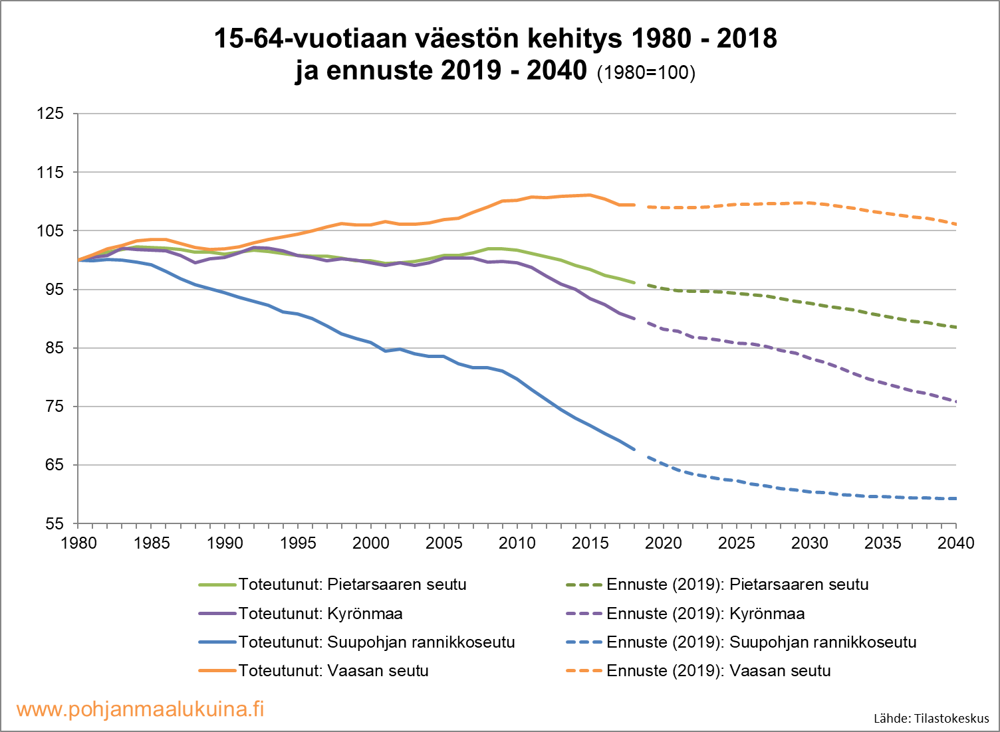 15-64-vuotiaan väestön kehitys 1980 - 2018
ja ennuste 2019 - 2040 (1980=100)
125
115
105
95
85
75
65
55
1980 1985 1990 1995 2000 2005 2010 2015 2020 2025 2030 2035 2040
Toteutunut: Pietarsaaren seutu Ennuste (2019): Pietarsaaren seutu
Toteutunut: Kyrönmaa Ennuste (2019): Kyrönmaa
Toteutunut: Suupohjan rannikkoseutu Ennuste (2019): Suupohjan rannikkoseutu
Toteutunut: Vaasan seutu Ennuste (2019): Vaasan seutu
www.pohjanmaalukuina.fi
Lähde: Tilastokeskus